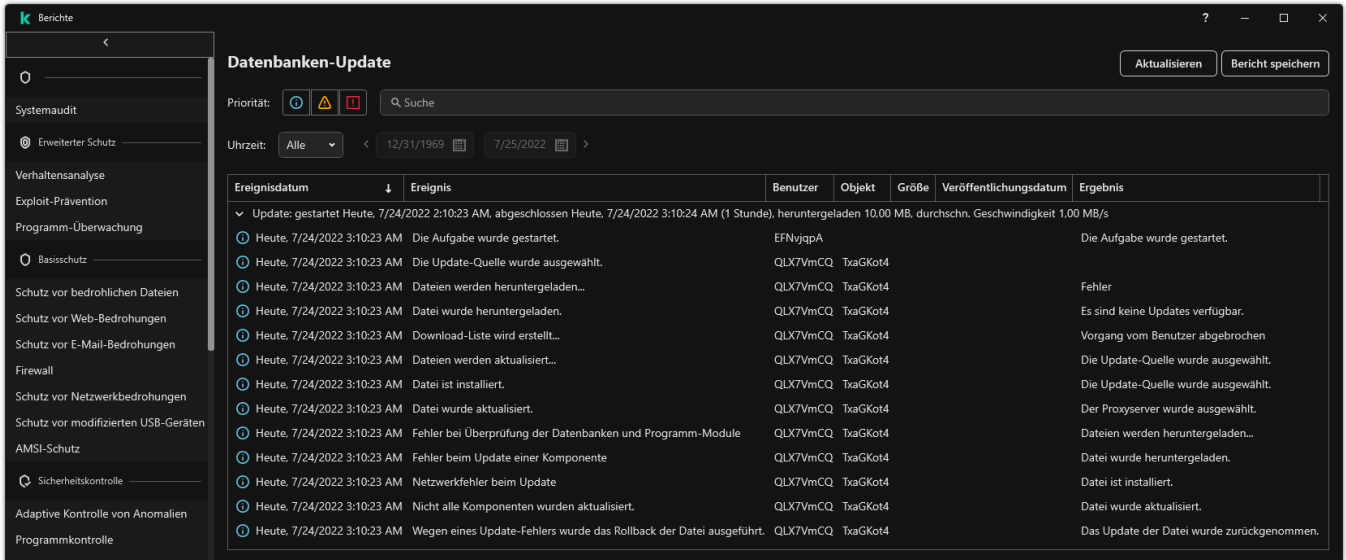 Berichte
?
Systemaudit
Erweiterter Schutz
Verhaltensanalyse
Exploit-Prävention
Programm-Überwachung
Basisschutz
Schutz vor bedrohlichen Dateien
Schutz vor Web-Bedrohungen
Schutz vor E-Mail-Bedrohungen
Firewall
Schutz vor Netzwerkbedrohungen
Schutz vor modifizierten USB-Geräten
AMSI-Schutz
Sicherheitskontrolle
Adaptive Kontrolle von Anomalien
Programmkontrolle
Datenbanken-Update
Aktualisieren Bericht speichern
Priorität: Suche
Uhrzeit: Alle 12/31/1969 7/25/2022
Ereignisdatum Ereignis Benutzer Objekt Größe Veröffentlichungsdatum Ergebnis
Update: gestartet Heute, 7/24/2022 2:10:23 AM, abgeschlossen Heute, 7/24/2022 3:10:24 AM (1 Stunde), heruntergeladen 10,00 MB, durchschn. Geschwindigkeit 1,00 MB/s
Heute, 7/24/2022 3:10:23 AM Die Aufgabe wurde gestartet. EFNvjqpA Die Aufgabe wurde gestartet.
Heute, 7/24/2022 3:10:23 AM Die Update-Quelle wurde ausgewählt. QLX7VmCQ TxaGKot4
Heute, 7/24/2022 3:10:23 AM Dateien werden heruntergeladen... QLX7VmCQ TxaGKot4 Fehler
Heute, 7/24/2022 3:10:23 AM Datei wurde heruntergeladen. QLX7VmCQ TxaGKot4 Es sind keine Updates verfügbar.
Heute, 7/24/2022 3:10:23 AM Download-Liste wird erstellt... QLX7VmCQ TxaGKot4 Vorgang vom Benutzer abgebrochen
Heute, 7/24/2022 3:10:23 AM Dateien werden aktualisiert... QLX7VmCQ TxaGKot4 Die Update-Quelle wurde ausgewählt.
Heute, 7/24/2022 3:10:23 AM Datei ist installiert. QLX7VmCQ TxaGKot4 Die Update-Quelle wurde ausgewählt.
Heute, 7/24/2022 3:10:23 AM Datei wurde aktualisiert. QLX7VmCQ TxaGKot4 Der Proxyserver wurde ausgewählt.
Heute, 7/24/2022 3:10:23 AM Fehler bei Überprüfung der Datenbanken und Programm-Module QLX7VmCQ TxaGKot4 Dateien werden heruntergeladen...
Heute, 7/24/2022 3:10:23 AM Fehler beim Update einer Komponente QLX7VmCQ TxaGKot4 Datei wurde heruntergeladen.
Heute, 7/24/2022 3:10:23 AM Netzwerkfehler beim Update QLX7VmCQ TxaGKot4 Datei ist installiert.
Heute, 7/24/2022 3:10:23 AM Nicht alle Komponenten wurden aktualisiert. QLX7VmCQ TxaGKot4 Datei wurde aktualisiert.
Heute, 7/24/2022 3:10:23 AM Wegen eines Update-Fehlers wurde das Rollback der Datei ausgeführt. QLX7VmCQ TxaGKot4 Das Update der Datei wurde zurückgenommen.